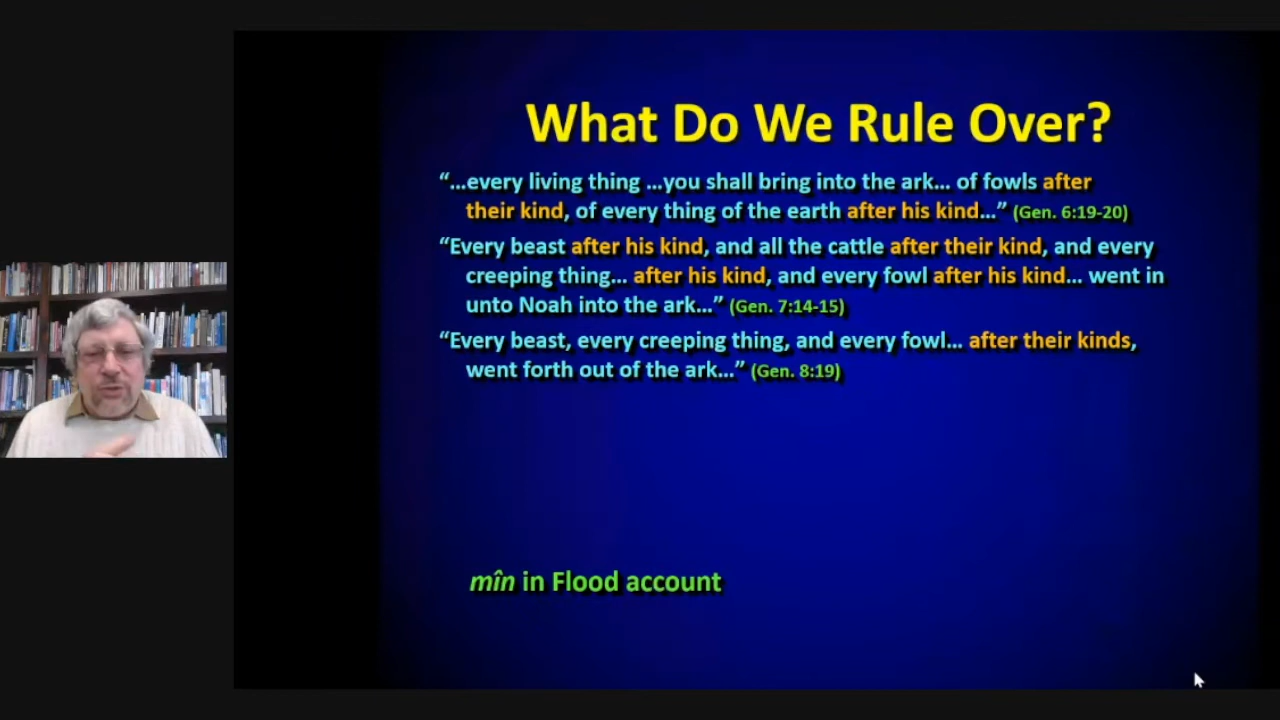 What Do We Rule Over?
“…every living thing …you shall bring into the ark… of fowls after
their kind, of every thing of the earth after his kind…” (Gen. 6:19-20)
“Every beast after his kind, and all the cattle after their kind, and every
creeping thing… after his kind, and every fowl after his kind… went in
unto Noah into the ark…” (Gen. 7:14-15)
“Every beast, every creeping thing, and every fowl… after their kinds,
went forth out of the ark…” (Gen. 8:19)
mîn in Flood account